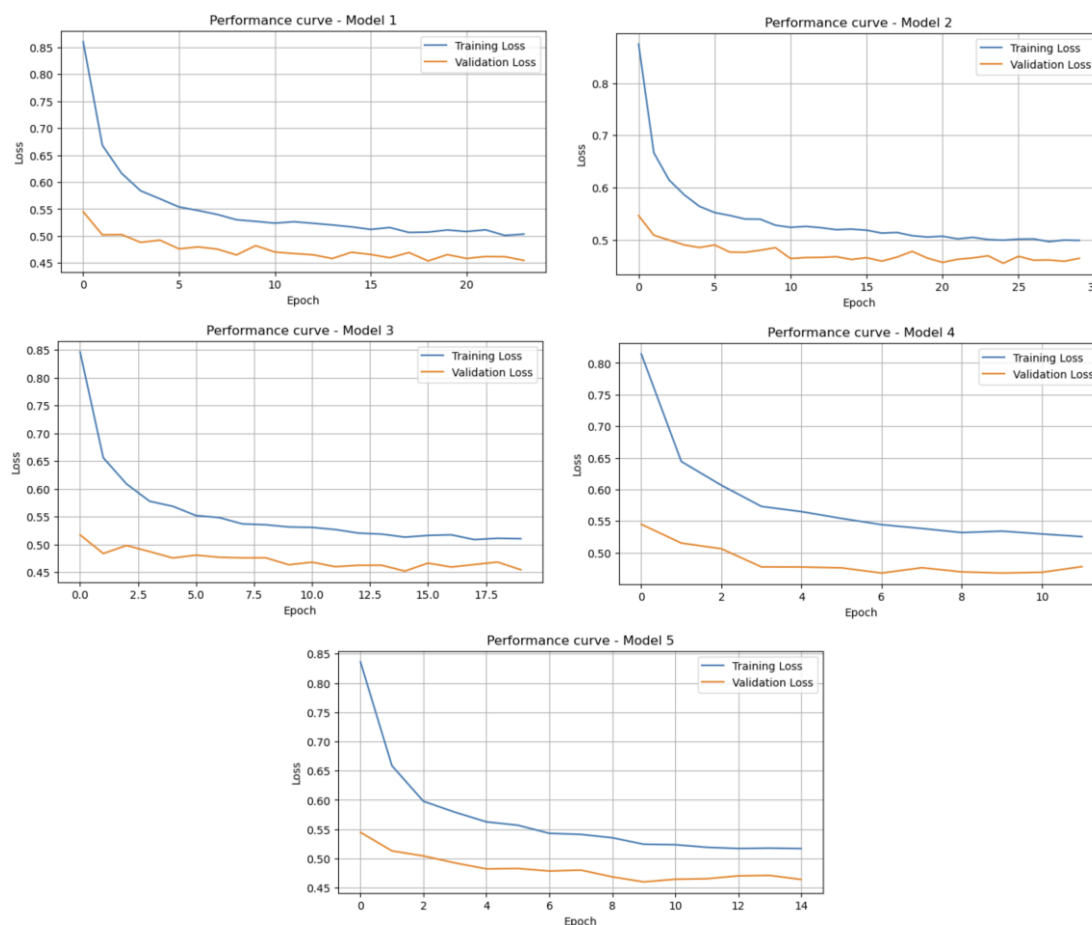 Performance curve - Model 1
Training Loss
Validation Loss
0.85
0.80
0.75
0.70
0.65
0.60
0.55
0.50
0.45
Loss
0 5 10 15 20
Epoch
Performance curve - Model 2
Training Loss
Validation Loss
0.8
0.7
0.6
0.5
Loss
0 5 10 15 20 25 3
Epoch
Performance curve - Model 3
Training Loss
Validation Loss
0.85
0.80
0.75
0.70
0.65
0.60
0.55
0.50
0.45
Loss
0.0 2.5 5.0 7.5 10.0 12.5 15.0 17.5
Epoch
Performance curve - Model 4
Training Loss
Validation Loss
0.80
0.75
0.70
0.65
0.60
0.55
0.50
Loss
0 2 4 6 8 10
Epoch
Performance curve - Model 5
Training Loss
Validation Loss
0.85
0.80
0.75
0.70
0.65
0.60
0.55
0.50
0.45
Loss
0 2 4 6 8 10 12 14
Epoch